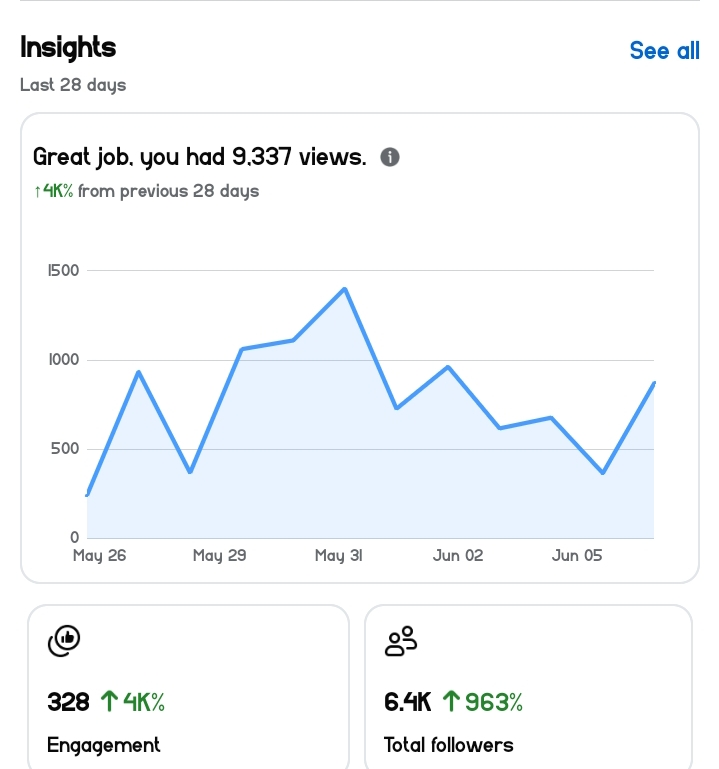 Insights
See all
Last 28 days
Great job, you had 9,337 views.
↑4K% from previous 28 days
1500
1000
500
0
May 26 May 29 May 31 Jun 02 Jun 05
328 ↑ 4K%
Engagement
6.4K ↑ 963%
Total followers